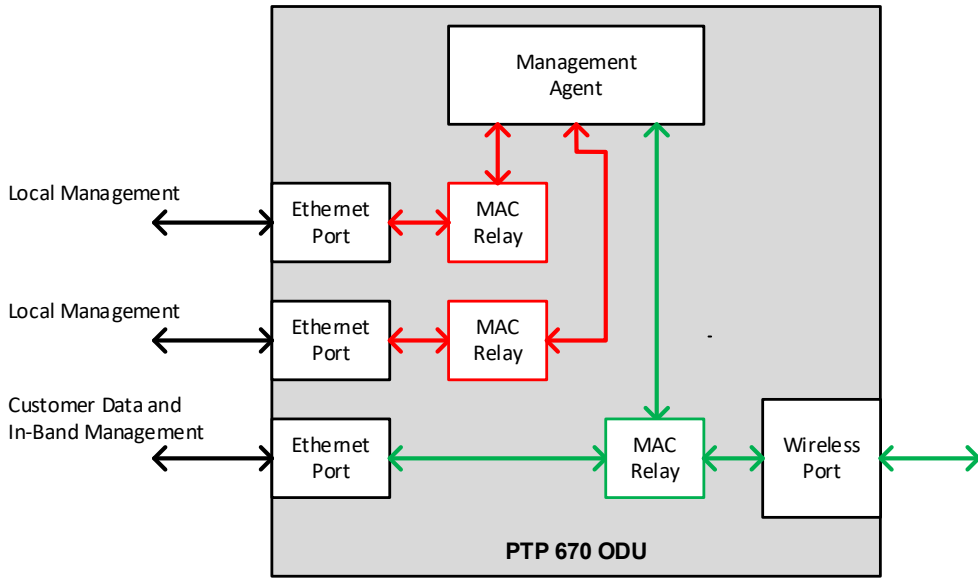 Management
Agent
Local Management
Ethernet
Port
MAC
Relay
Local Management
Ethernet
Port
MAC
Relay
Customer Data and
In-Band Management
Ethernet
Port
MAC
Relay
Wireless
Port
PTP 670 ODU